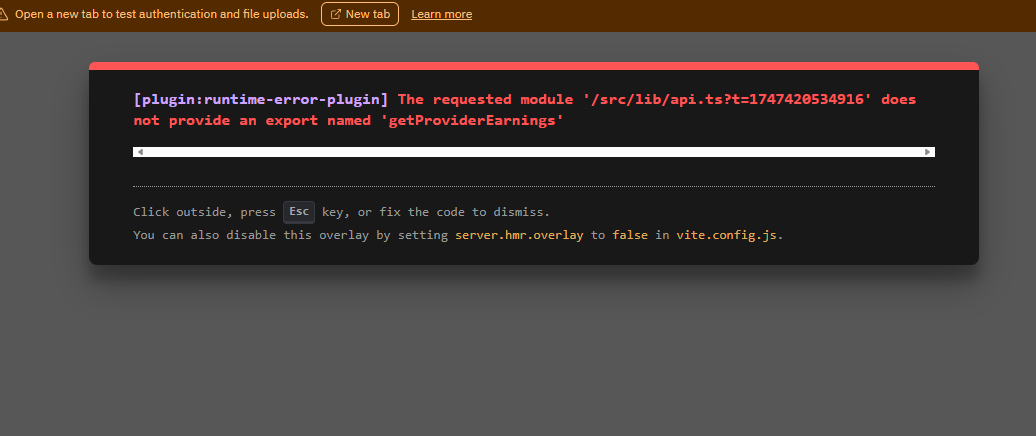 Open a new tab to test authentication and file uploads. New tab Learn more
[plugin:runtime-error-plugin] The requested module '/src/lib/api.ts?t=1747420534916' does
not provide an export named 'getProviderEarnings'
Click outside, press Esc key, or fix the code to dismiss.
You can also disable this overlay by setting server.hmr.overlay to false in vite.config.js.